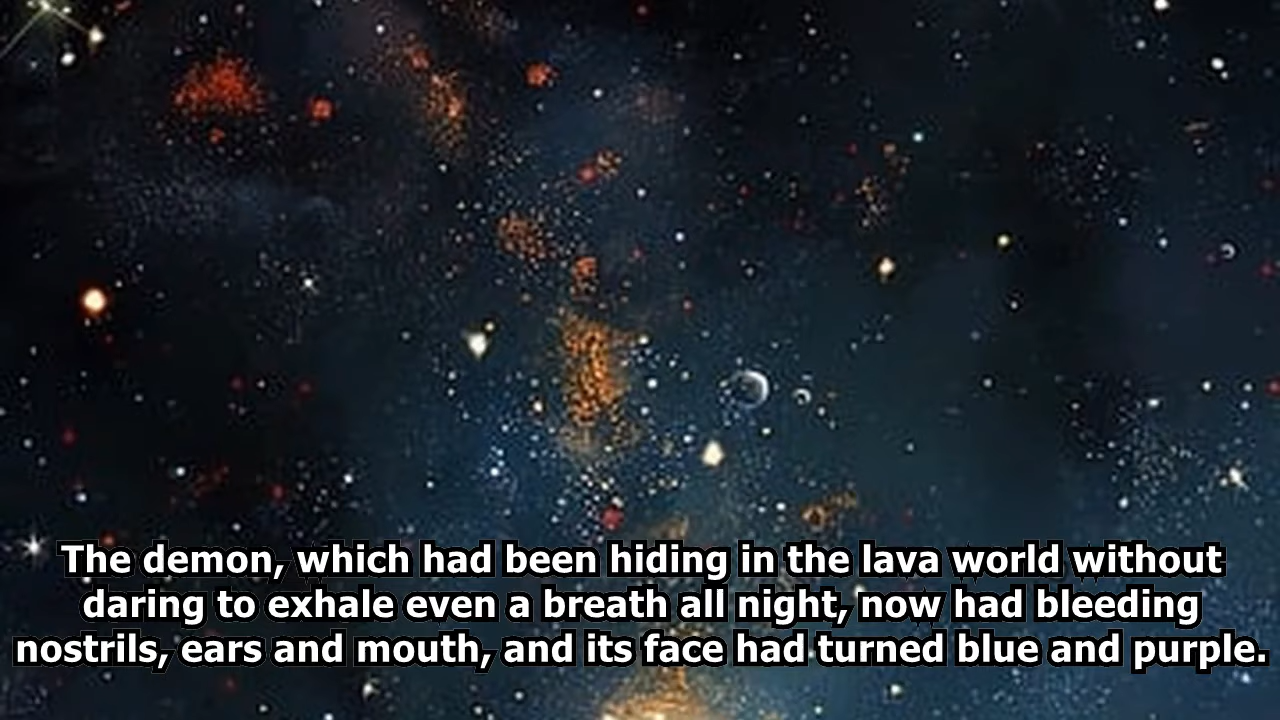 The demon, which had been hiding in the lava world without
daring to exhale even a breath all night, now had bleeding
nostrils, ears and mouth, and its face had turned blue and purple.